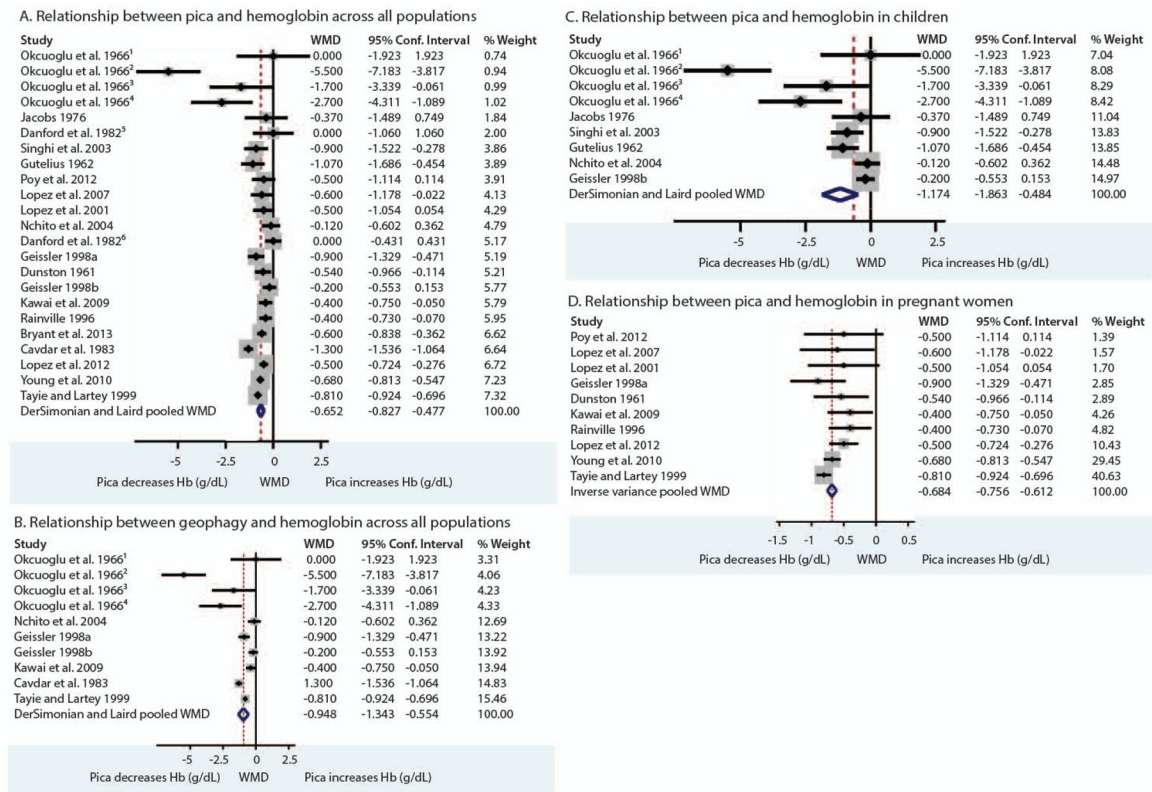 A. Relationship between pica and hemoglobin across all populations
Study WMD 95% Conf. Interval % Weight
Okcuoglu et al. 1966¹ 0.000 -1.923 1.923 0.74
Okcuoglu et al. 1966² -5.500 -7.183 -3.817 0.94
Okcuoglu et al. 1966³ -1.700 -3.339 -0.061 0.99
Okcuoglu et al. 1966⁴ -2.700 -4.311 -1.089 1.02
Jacobs 1976 -0.370 -1.489 0.749 1.84
Danford et al. 1982⁵ 0.000 -1.060 1.060 2.00
Singhi et al. 2003 -0.900 -1.522 -0.278 3.86
Gutelius 1962 -1.070 -1.686 -0.454 3.89
Poy et al. 2012 -0.500 -1.114 0.114 3.91
Lopez et al. 2007 -0.600 -1.178 -0.022 4.13
Lopez et al. 2001 -0.500 -1.054 0.054 4.29
Nchito et al. 2004 -0.120 -0.602 0.362 4.79
Danford et al. 1982⁶ 0.000 -0.431 0.431 5.17
Geissler 1998a -0.900 -1.329 -0.471 5.19
Dunston 1961 -0.540 -0.966 -0.114 5.21
Geissler 1998b -0.200 -0.553 0.153 5.77
Kawai et al. 2009 -0.400 -0.750 -0.050 5.79
Rainville 1996 -0.400 -0.730 -0.070 5.95
Bryant et al. 2013 -0.600 -0.838 -0.362 6.62
Cavdar et al. 1983 -1.300 -1.536 -1.064 6.64
Lopez et al. 2012 -0.500 -0.724 -0.276 6.72
Young et al. 2010 -0.680 -0.813 -0.547 7.23
Tayie and Lartey 1999 -0.810 -0.924 -0.696 7.32
DerSimonian and Laird pooled WMD -0.652 -0.827 -0.477 100.00
-5 -2.5 0 2.5
Pica decreases Hb (g/dL) WMD Pica increases Hb (g/dL)
B. Relationship between geophagy and hemoglobin across all populations
Study WMD 95% Conf. Interval % Weight
Okcuoglu et al. 1966¹ 0.000 -1.923 1.923 3.31
Okcuoglu et al. 1966² -5.500 -7.183 -3.817 4.06
Okcuoglu et al. 1966³ -1.700 -3.339 -0.061 4.23
Okcuoglu et al. 1966⁴ -2.700 -4.311 -1.089 4.33
Nchito et al. 2004 -0.120 -0.602 0.362 12.69
Geissler 1998a -0.900 -1.329 -0.471 13.22
Geissler 1998b -0.200 -0.553 0.153 13.92
Kawai et al. 2009 -0.400 -0.750 -0.050 13.94
Cavdar et al. 1983 1.300 -1.536 -1.064 14.83
Tayie and Lartey 1999 -0.810 -0.924 -0.696 15.46
DerSimonian and Laird pooled WMD -0.948 -1.343 -0.554 100.00
-5 -2.5 0 2.5
Pica decreases Hb (g/dL) WMD Pica increases Hb (g/dL)
C. Relationship between pica and hemoglobin in children
Study WMD 95% Conf. Interval % Weight
Okcuoglu et al. 1966¹ 0.000 -1.923 1.923 7.04
Okcuoglu et al. 1966² -5.500 -7.183 -3.817 8.08
Okcuoglu et al. 1966³ -1.700 -3.339 -0.061 8.29
Okcuoglu et al. 1966⁴ -2.700 -4.311 -1.089 8.42
Jacobs 1976 -0.370 -1.489 0.749 11.04
Singhi et al. 2003 -0.900 -1.522 -0.278 13.83
Gutelius 1962 -1.070 -1.686 -0.454 13.85
Nchito et al. 2004 -0.120 -0.602 0.362 14.48
Geissler 1998b -0.200 -0.553 0.153 14.97
DerSimonian and Laird pooled WMD -1.174 -1.863 -0.484 100.00
-5 -2.5 0 2.5
Pica decreases Hb (g/dL) WMD Pica increases Hb (g/dL)
D. Relationship between pica and hemoglobin in pregnant women
Study WMD 95% Conf. Interval % Weight
Poy et al. 2012 -0.500 -1.114 0.114 1.39
Lopez et al. 2007 -0.600 -1.178 -0.022 1.57
Lopez et al. 2001 -0.500 -1.054 0.054 1.70
Geissler 1998a -0.900 -1.329 -0.471 2.85
Dunston 1961 -0.540 -0.966 -0.114 2.89
Kawai et al. 2009 -0.400 -0.750 -0.050 4.26
Rainville 1996 -0.400 -0.730 -0.070 4.82
Lopez et al. 2012 -0.500 -0.724 -0.276 10.43
Young et al. 2010 -0.680 -0.813 -0.547 29.45
Tayie and Lartey 1999 -0.810 -0.924 -0.696 40.63
Inverse variance pooled WMD -0.684 -0.756 -0.612 100.00
-1.5 -1 -0.5 0 0.5
Pica decreases Hb (g/dL) WMD Pica increases Hb (g/dL)